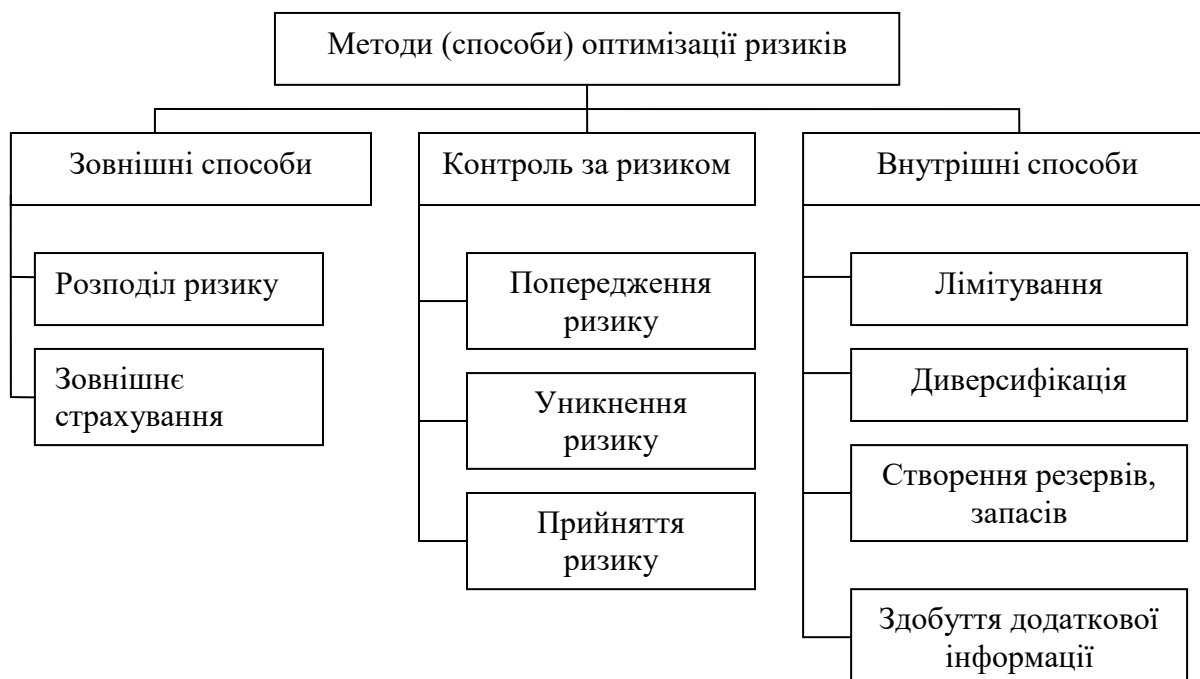 Методи (способи) оптимізації ризиків
Зовнішні способи
Розподіл ризику
Зовнішнє
страхування
Контроль за ризиком
Попередження
ризику
Уникнення
ризику
Прийняття
ризику
Внутрішні способи
Лімітування
Диверсифікація
Створення резервів,
запасів
Здобуття додаткової
інформації